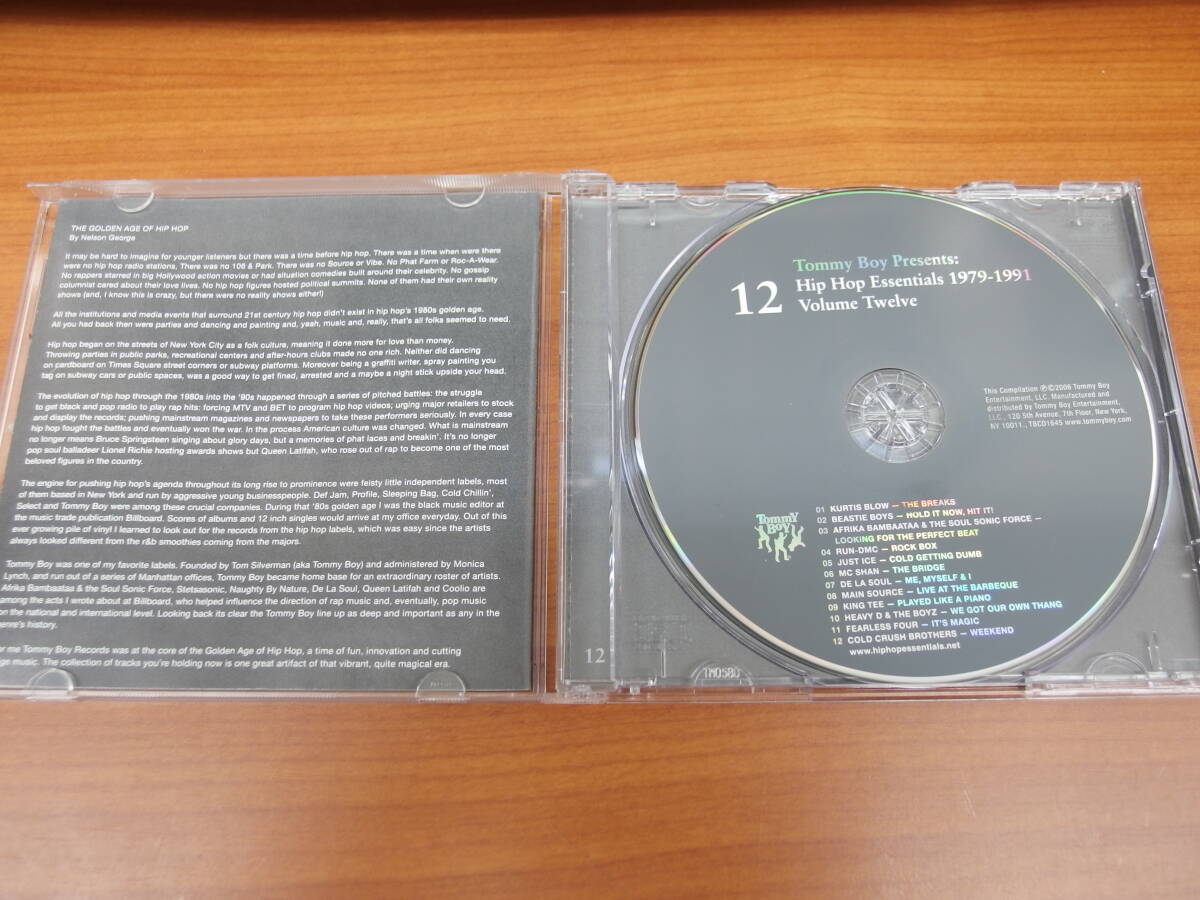 THE GOLDEN AGE OF HIP HOP
By Nelson George
It may be hard to imagine for younger listeners but there was a time before hip hop. There was a time when were there
were no hip hop radio stations. There was no 106 & Park. There was no Source or Vibe. No Phat Farm or Roc-A-Wear.
No rappers starred in big Hollywood action movies or had situation comedies built around their celebrity. No gossip
columnist cared about their love lives. No hip hop figures hosted political summits. None of them had their own reality
shows (and, I know this is crazy, but there were no reality shows either!)
All the institutions and media events that surround 21st century hip hop didn't exist in hip hop's 1980s golden age.
All you had back then were parties and dancing and painting and, yeah, music and, really, that's all folks seemed to need.
Hip hop began on the streets of New York City as a folk culture, meaning it done more for love than money.
Throwing parties in public parks, recreational centers and after-hours clubs made no one rich. Neither did dancing
on cardboard on Times Square street corners or subway platforms. Moreover being a graffiti writer, spray painting you
tag on subway cars or public spaces, was a good way to get fined, arrested and a maybe a night stick upside your head.
The evolution of hip hop through the 1980s into the '90s happened through a series of pitched battles: the struggle
to get black and pop radio to play rap hits: forcing MTV and BET to program hip hop videos; urging major retailers to stock
and display the records; pushing mainstream magazines and newspapers to take these performers seriously. In every case
hip hop fought the battles and eventually won the war. In the process American culture was changed. What is mainstream
no longer means Bruce Springsteen singing about glory days, but a memories of phat laces and breakin'. It's no longer
pop soul balladeer Lionel Richie hosting awards shows but Queen Latifah, who rose out of rap to become one of the most
beloved figures in the country.
The engine for pushing hip hop's agenda throughout its long rise to prominence were feisty little independent labels, most
of them based in New York and run by aggressive young businesspeople. Def Jam, Profile, Sleeping Bag, Cold Chillin',
Select and Tommy Boy were among these crucial companies. During that '80s golden age I was the black music editor at
the music trade publication Billboard. Scores of albums and 12 inch singles would arrive at my office everyday. Out of this
ever growing pile of vinyl I learned to look out for the records from the hip hop labels, which was easy since the artists
always looked different from the r&b smoothies coming from the majors.
Tommy Boy was one of my favorite labels. Founded by Tom Silverman (aka Tommy Boy) and administered by Monica
Lynch, and run out of a series of Manhattan offices, Tommy Boy became home base for an extraordinary roster of artists.
Afrika Bambaataa & the Soul Sonic Force, Stetsasonic, Naughty By Nature, De La Soul, Queen Latifah and Coolio are
among the acts I wrote about at Billboard, who helped influence the direction of rap music and, eventually, pop music
on the national and international level. Looking back its clear the Tommy Boy line up as deep and important as any in the
genre's history.
or me Tommy Boy Records was at the core of the Golden Age of Hip Hop, a time of fun, innovation and cutting
ge music. The collection of tracks you're holding now is one great artifact of that vibrant, quite magical era.
12
TM0580
12
Tommy Boy Presents:
Hip Hop Essentials 1979-1991
Volume Twelve
This Compilation ℗©2006 Tommy Boy
Entertainment, LLC. Manufactured and
distributed by Tommy Boy Entertainment,
LLC., 120 5th Avenue, 7th Floor, New York,
NY 10011., TBCD1645 www.tommyboy.com
Tommy
Boy
01 KURTIS BLOW – THE BREAKS
02 BEASTIE BOYS – HOLD IT NOW, HIT IT!
03 AFRIKA BAMBAATAA & THE SOUL SONIC FORCE –
LOOKING FOR THE PERFECT BEAT
04 RUN-DMC – ROCK BOX
05 JUST ICE – COLD GETTING DUMB
06 MC SHAN – THE BRIDGE
07 DE LA SOUL – ME, MYSELF & I
08 MAIN SOURCE – LIVE AT THE BARBEQUE
09 KING TEE – PLAYED LIKE A PIANO
10 HEAVY D & THE BOYZ – WE GOT OUR OWN THANG
11 FEARLESS FOUR – IT'S MAGIC
12 COLD CRUSH BROTHERS – WEEKEND
www.hiphopessentials.net